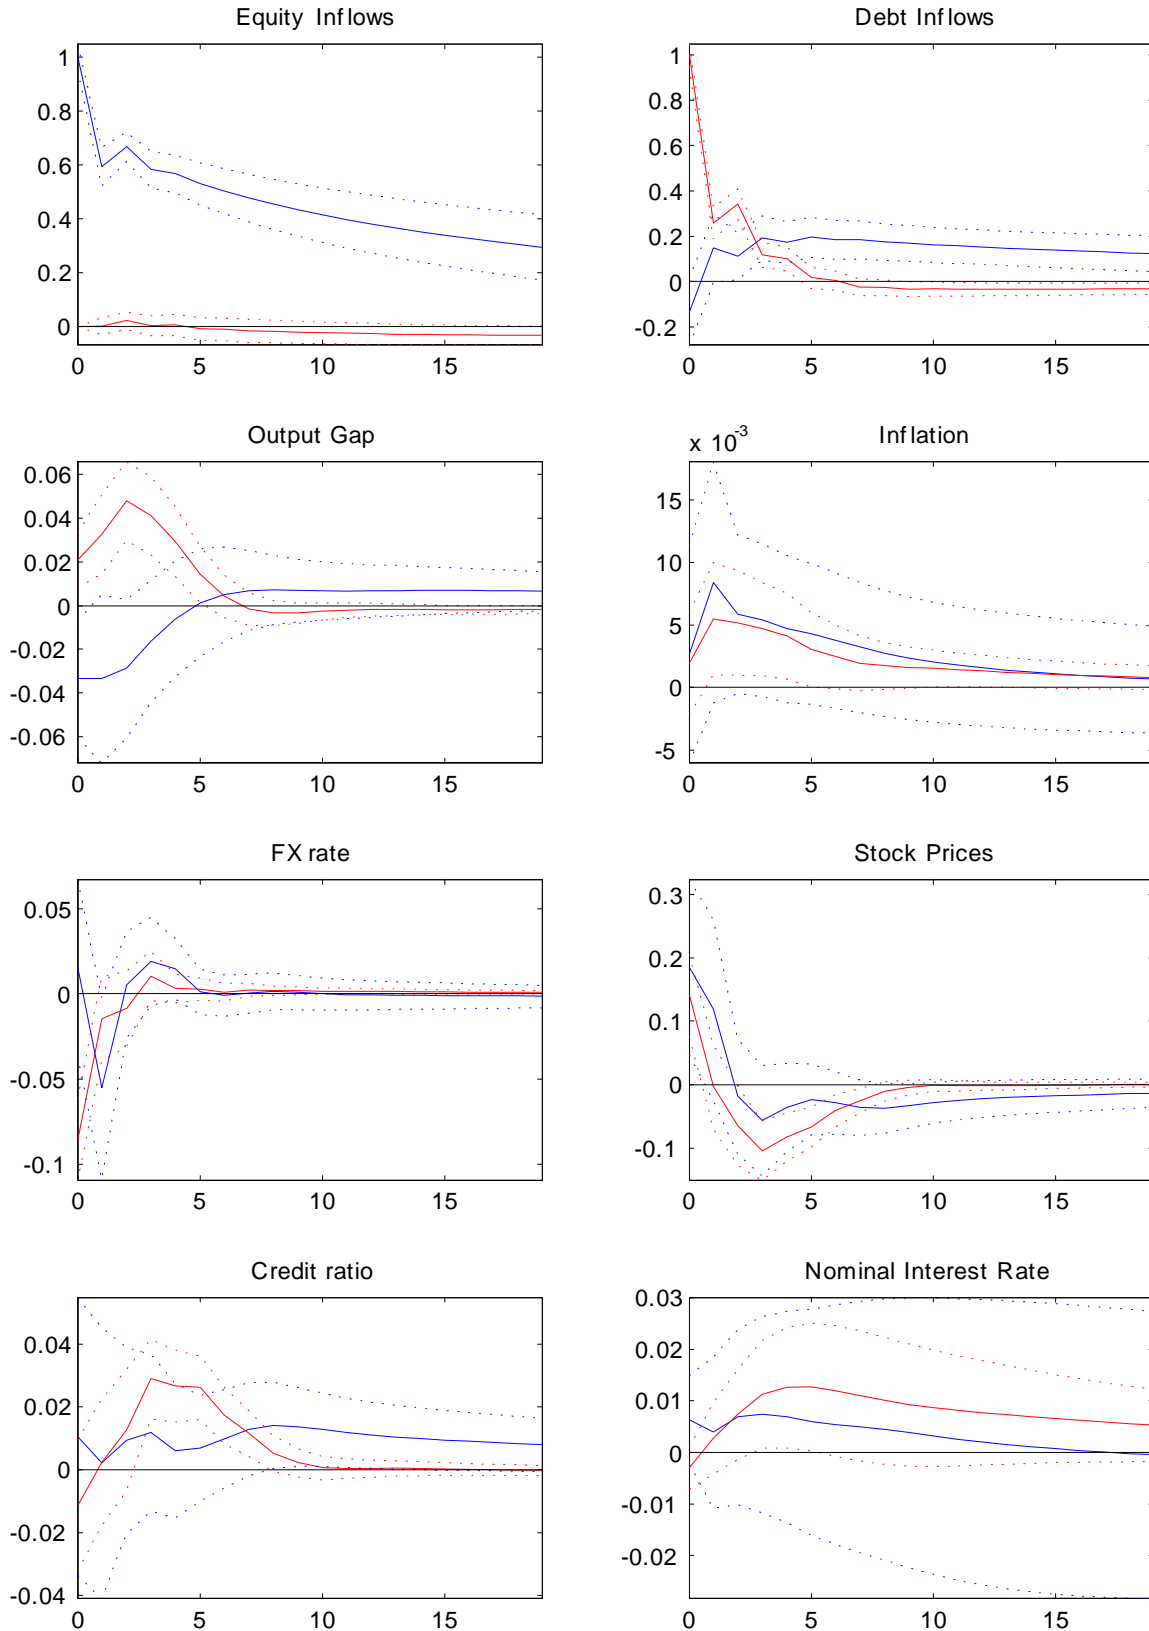 Equity Inflows
1
0.8
0.6
0.4
0.2
0
0 5 10 15
Debt Inflows
1
0.8
0.6
0.4
0.2
0
-0.2
0 5 10 15
Output Gap
0.06
0.04
0.02
0
-0.02
-0.04
-0.06
0 5 10 15
Inflation
x 10^-3
15
10
5
0
-5
0 5 10 15
FX rate
0.05
0
-0.05
-0.1
0 5 10 15
Stock Prices
0.3
0.2
0.1
0
-0.1
0 5 10 15
Credit ratio
0.04
0.02
0
-0.02
-0.04
0 5 10 15
Nominal Interest Rate
0.03
0.02
0.01
0
-0.01
-0.02
0 5 10 15